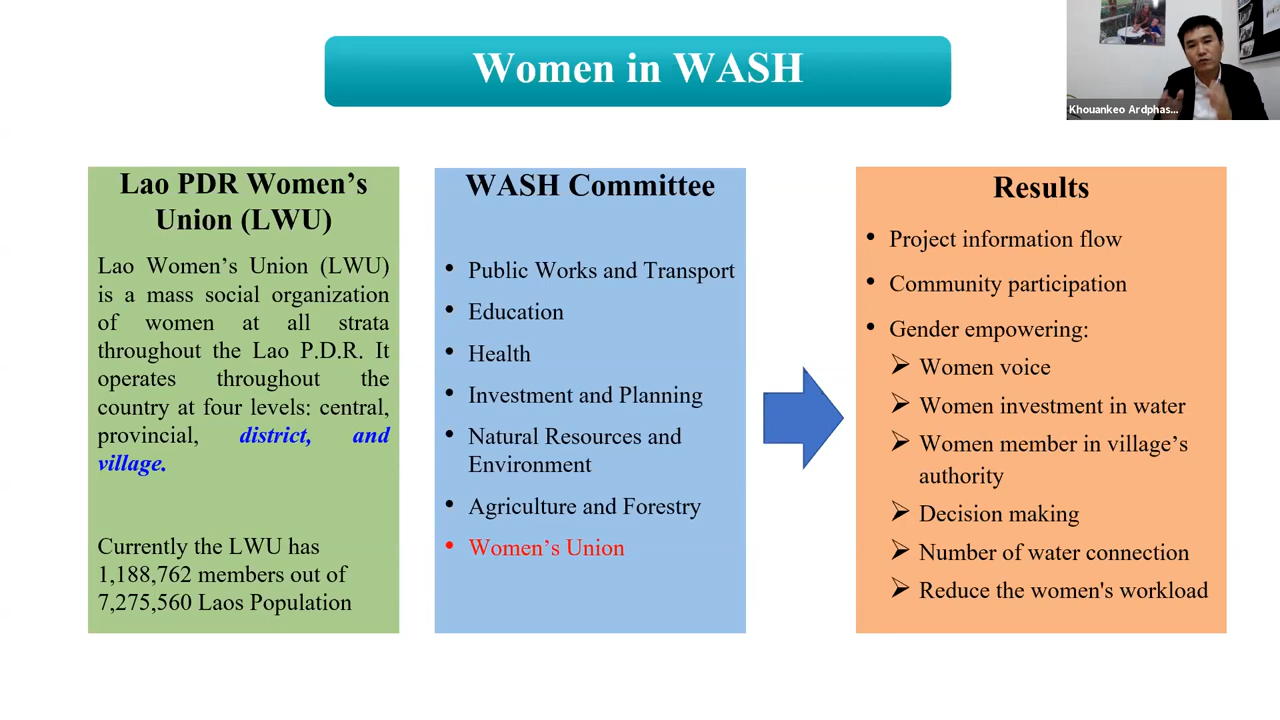 Women in WASH
Khouankeo Ardphas...
Lao PDR Women’s
Union (LWU)
Lao Women’s Union (LWU)
is a mass social organization
of women at all strata
throughout the Lao P.D.R. It
operates throughout the
country at four levels: central,
provincial, district, and
village.
Currently the LWU has
1,188,762 members out of
7,275,560 Laos Population
WASH Committee
• Public Works and Transport
• Education
• Health
• Investment and Planning
• Natural Resources and
Environment
• Agriculture and Forestry
• Women’s Union
Results
• Project information flow
• Community participation
• Gender empowering:
➢ Women voice
➢ Women investment in water
➢ Women member in village’s
authority
➢ Decision making
➢ Number of water connection
➢ Reduce the women's workload